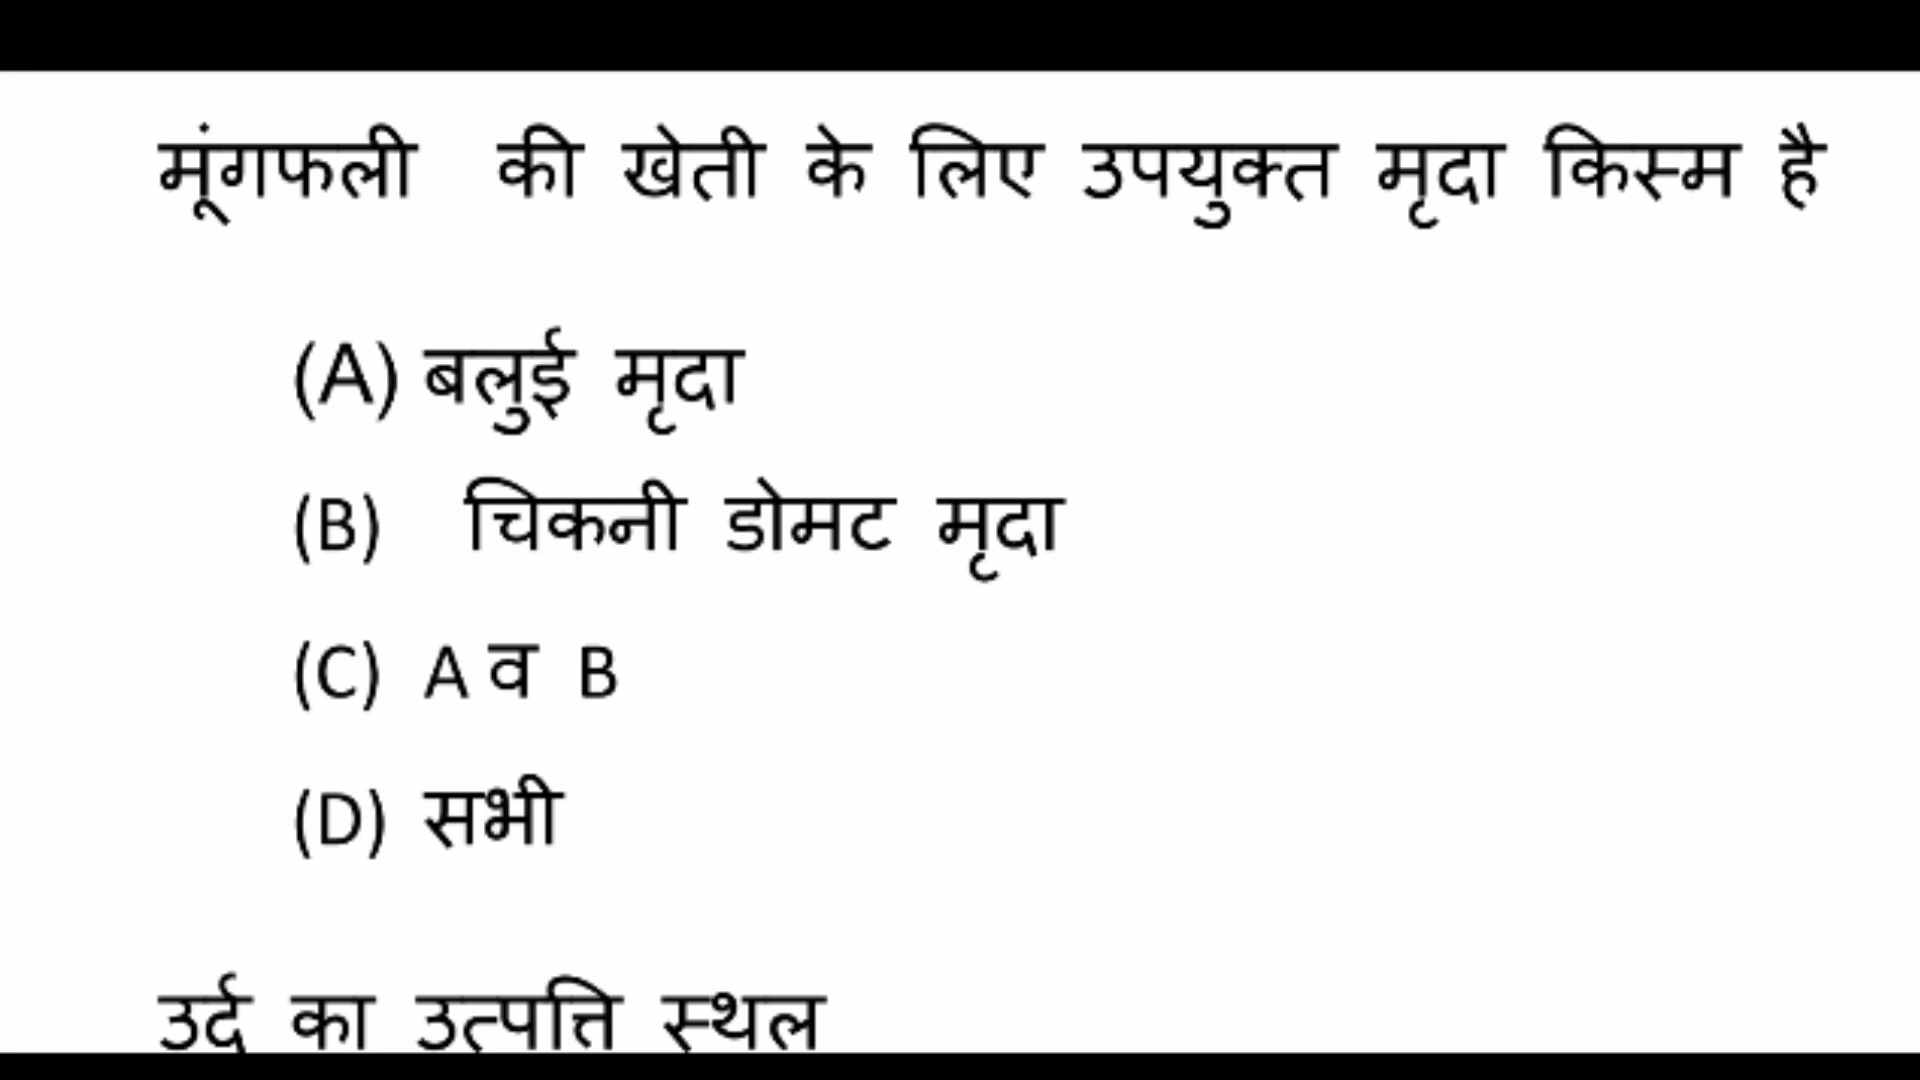 मूंगफली की खेती के लिए उपयुक्त मृदा किस्म है
(A) बलुई मृदा
(B) चिकनी डोमट मृदा
(C) A व B
(D) सभी
उर्द का उत्पत्ति स्थल